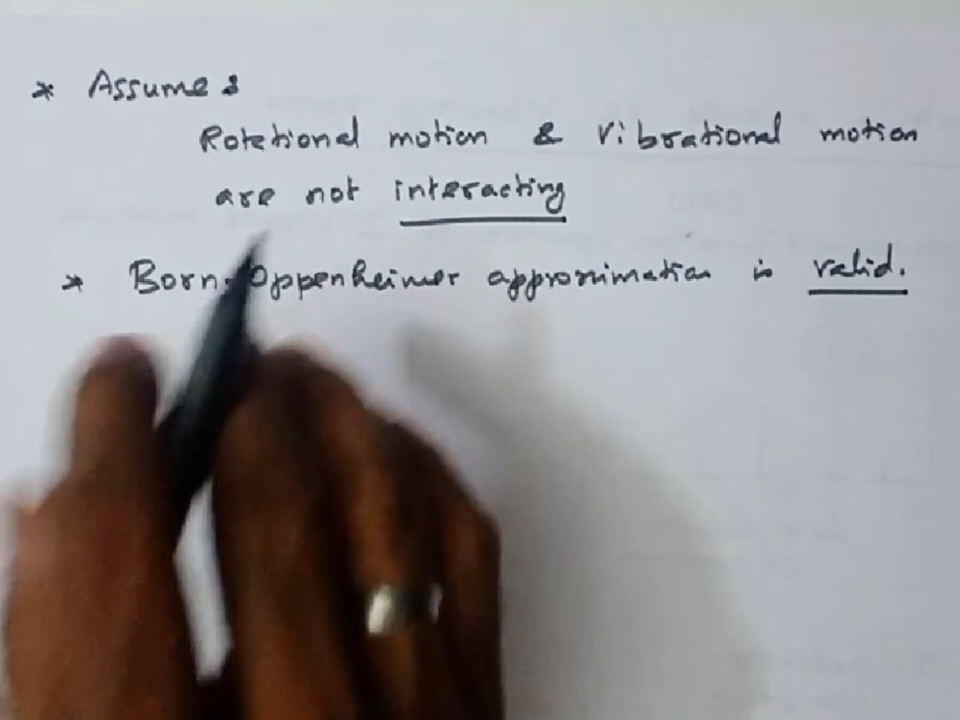 * Assume :
Rotational motion & vibrational motion
are not interacting
* Born-Oppenheimer approximation is valid.